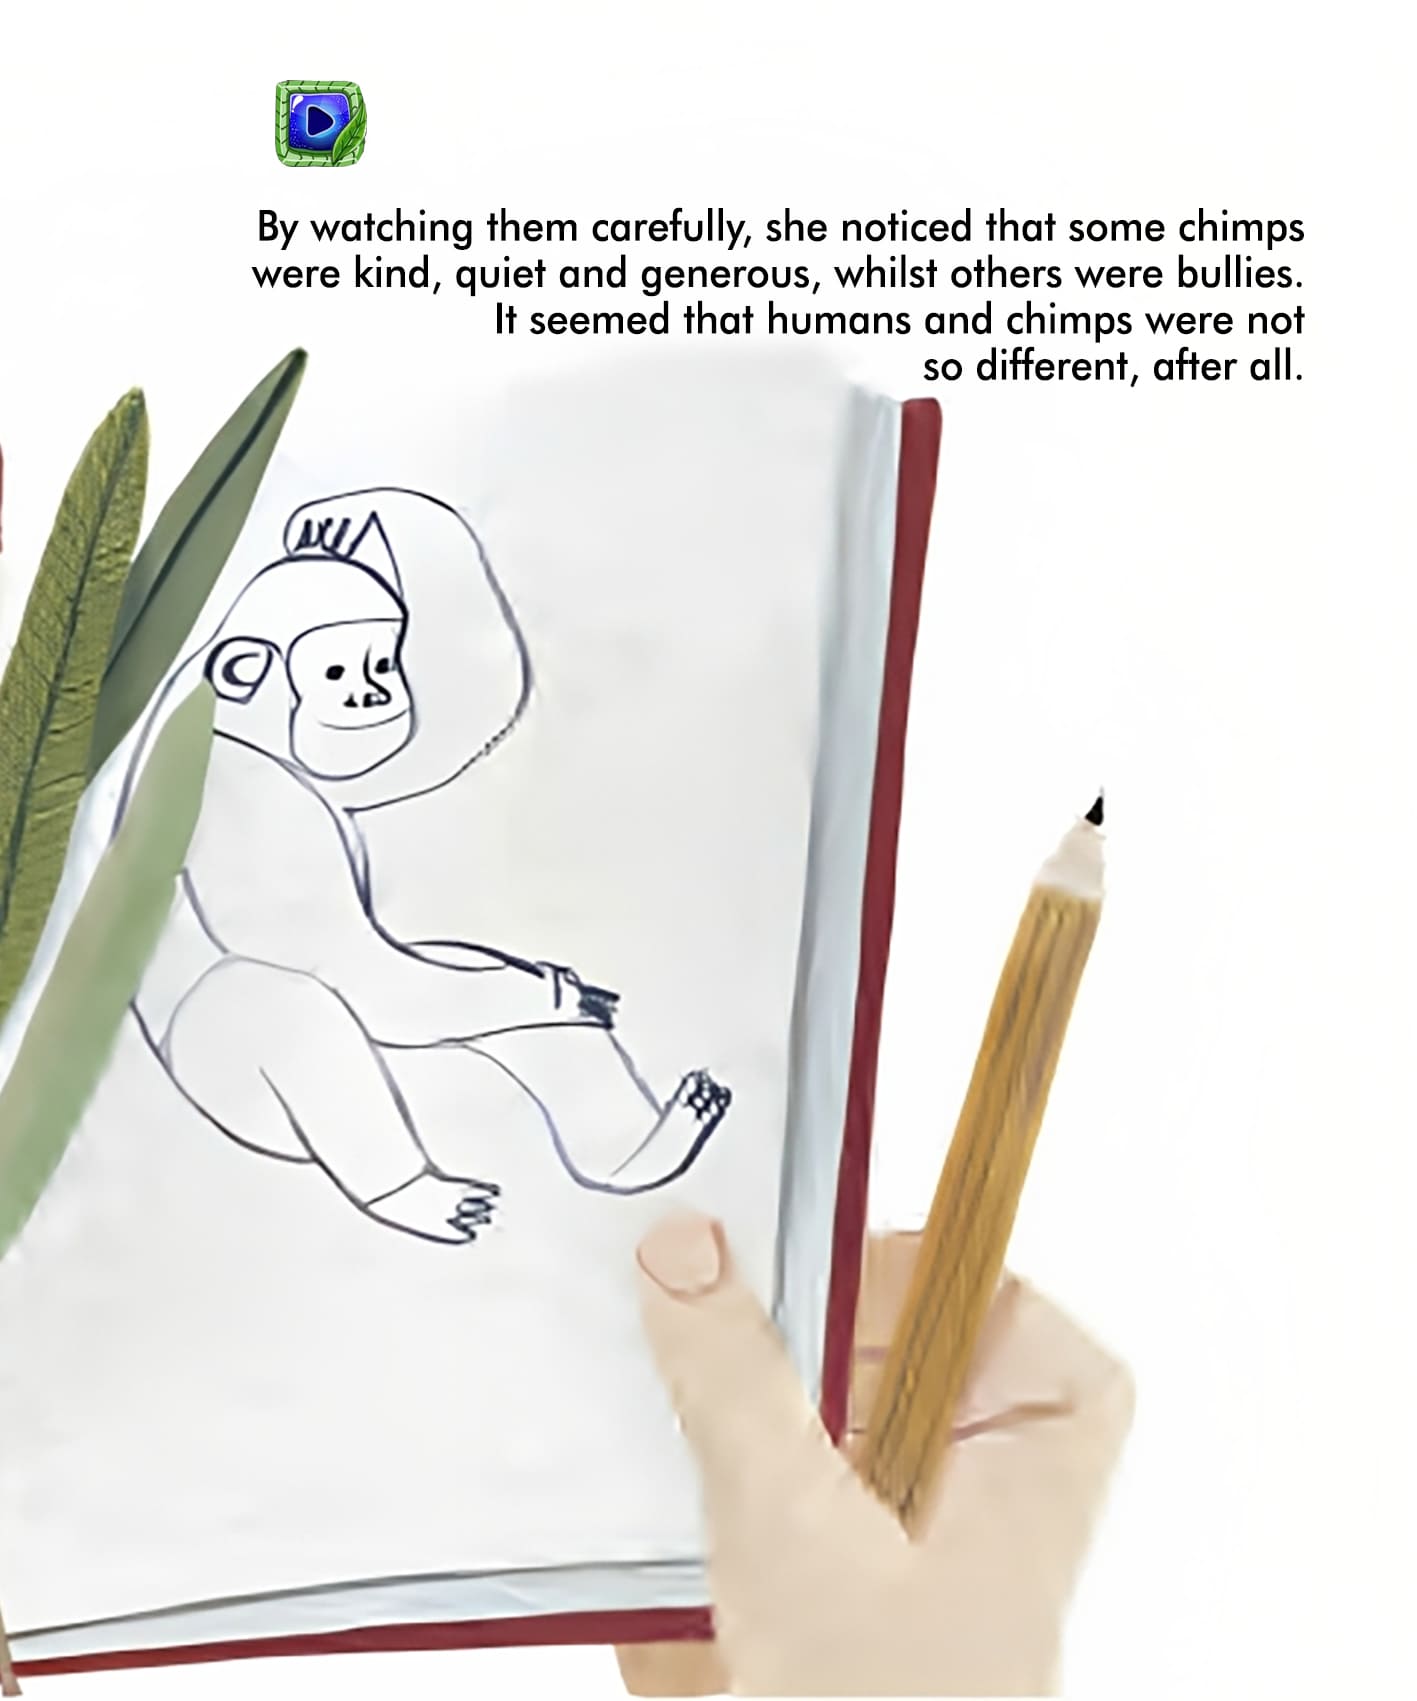 By watching them carefully, she noticed that some chimps
were kind, quiet and generous, whilst others were bullies.
It seemed that humans and chimps were not
so different, after all.